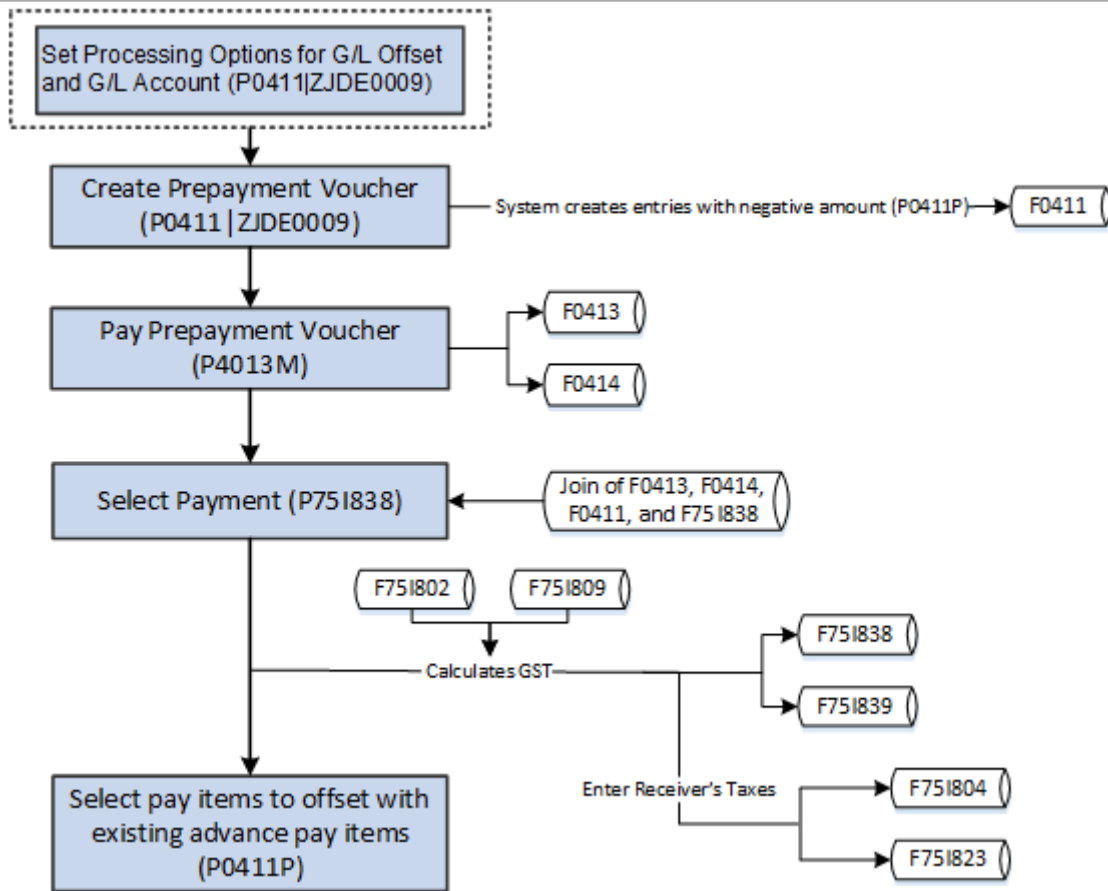 Set Processing Options for G/L Offset
and G/L Account (P0411|ZJDE0009)
Create Prepayment Voucher
(P0411|ZJDE0009)
System creates entries with negative amount (P0411P)
F0411
Pay Prepayment Voucher
(P4013M)
F0413
F0414
Select Payment (P75I838)
Join of F0413, F0414,
F0411, and F75I838
F75I802
F75I809
Calculates GST
F75I838
F75I839
Enter Receiver's Taxes
F75I804
F75I823
Select pay items to offset with
existing advance pay items
(P0411P)